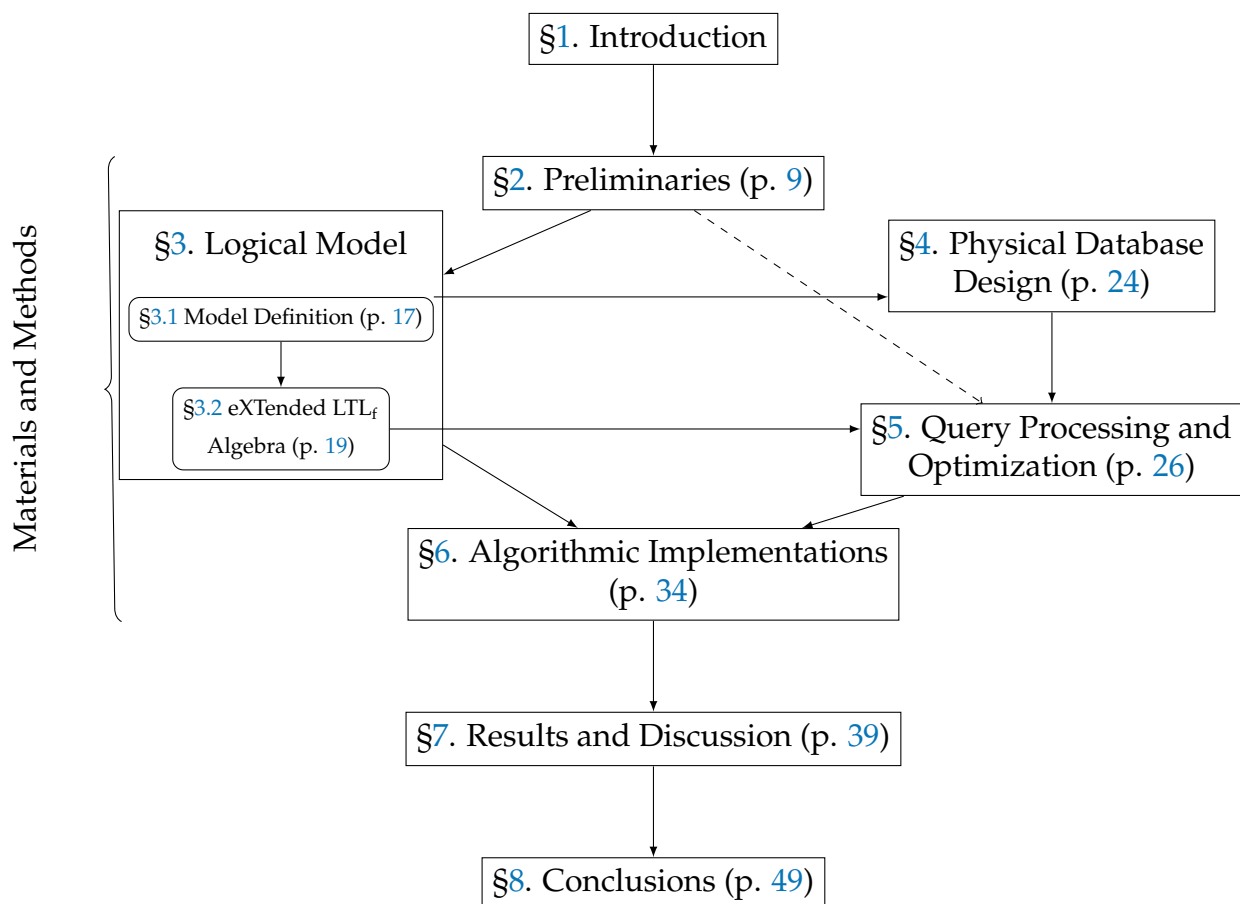 §1. Introduction
§2. Preliminaries (p. 9)
Materials and Methods
§3. Logical Model
§3.1 Model Definition (p. 17)
§3.2 eXTended LTLf
Algebra (p. 19)
§4. Physical Database
Design (p. 24)
§5. Query Processing and
Optimization (p. 26)
§6. Algorithmic Implementations
(p. 34)
§7. Results and Discussion (p. 39)
§8. Conclusions (p. 49)